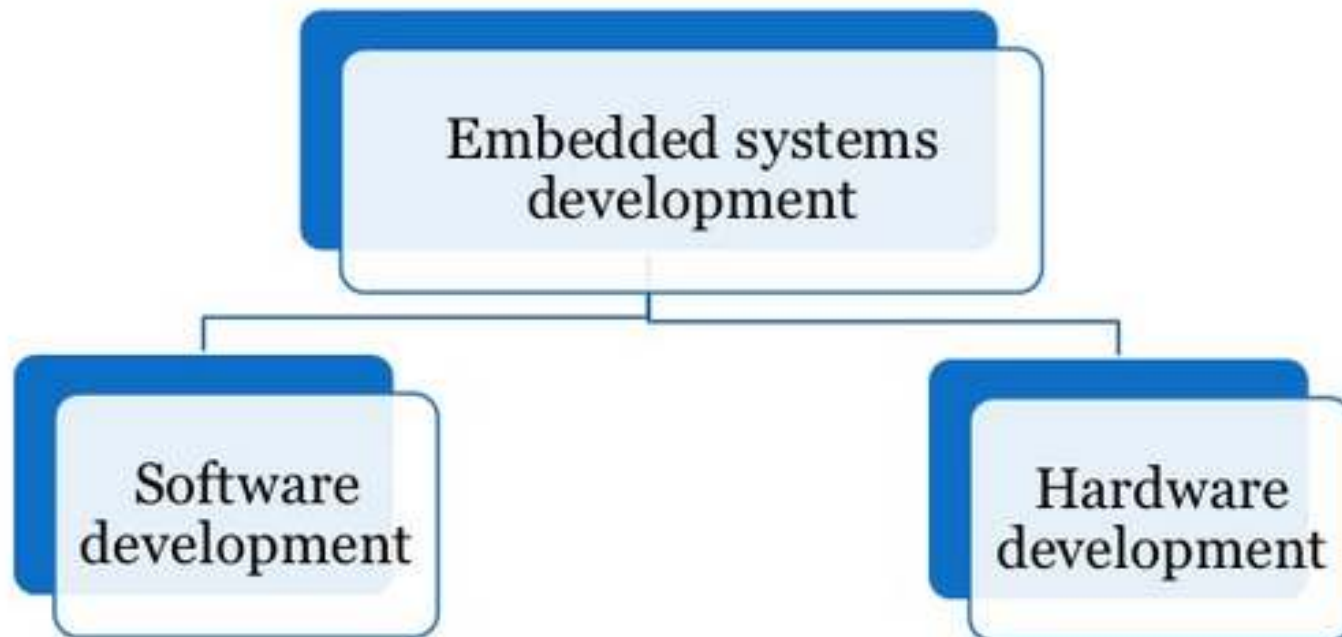 Embedded systems
development
Software
development
Hardware
development